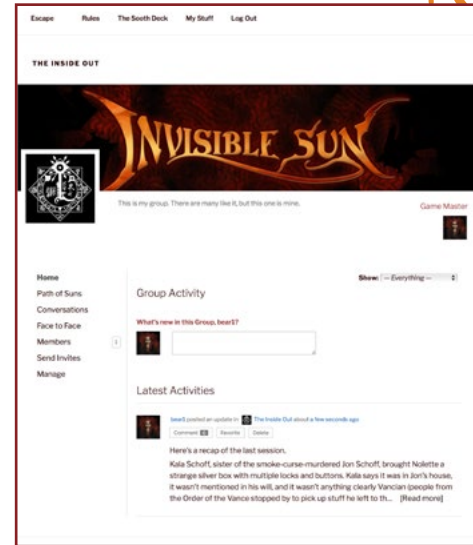 Escape Rules The Sooth Deck My Stuff Log Out
THE INSIDE OUT
INVISIBLE SUN
This is my group. There are many like it, but this one is mine.
Game Master
Show: — Everything —
Home
Path of Suns
Conversations
Face to Face
Members
Send Invites
Manage
Group Activity
What's new in this Group, bear1?
Latest Activities
bear1 posted an update in The Inside Out about a few seconds ago
Comment Favorite Delete
Here's a recap of the last session.
Kala Schoff, sister of the smoke-curse-murdered Jon Schoff, brought Nolette a
strange silver box with multiple locks and buttons. Kala says it was in Jon's house,
it wasn't mentioned in his will, and it wasn't anything clearly Vancian (people from
the Order of the Vance stopped by to pick up stuff he left to th... [Read more]